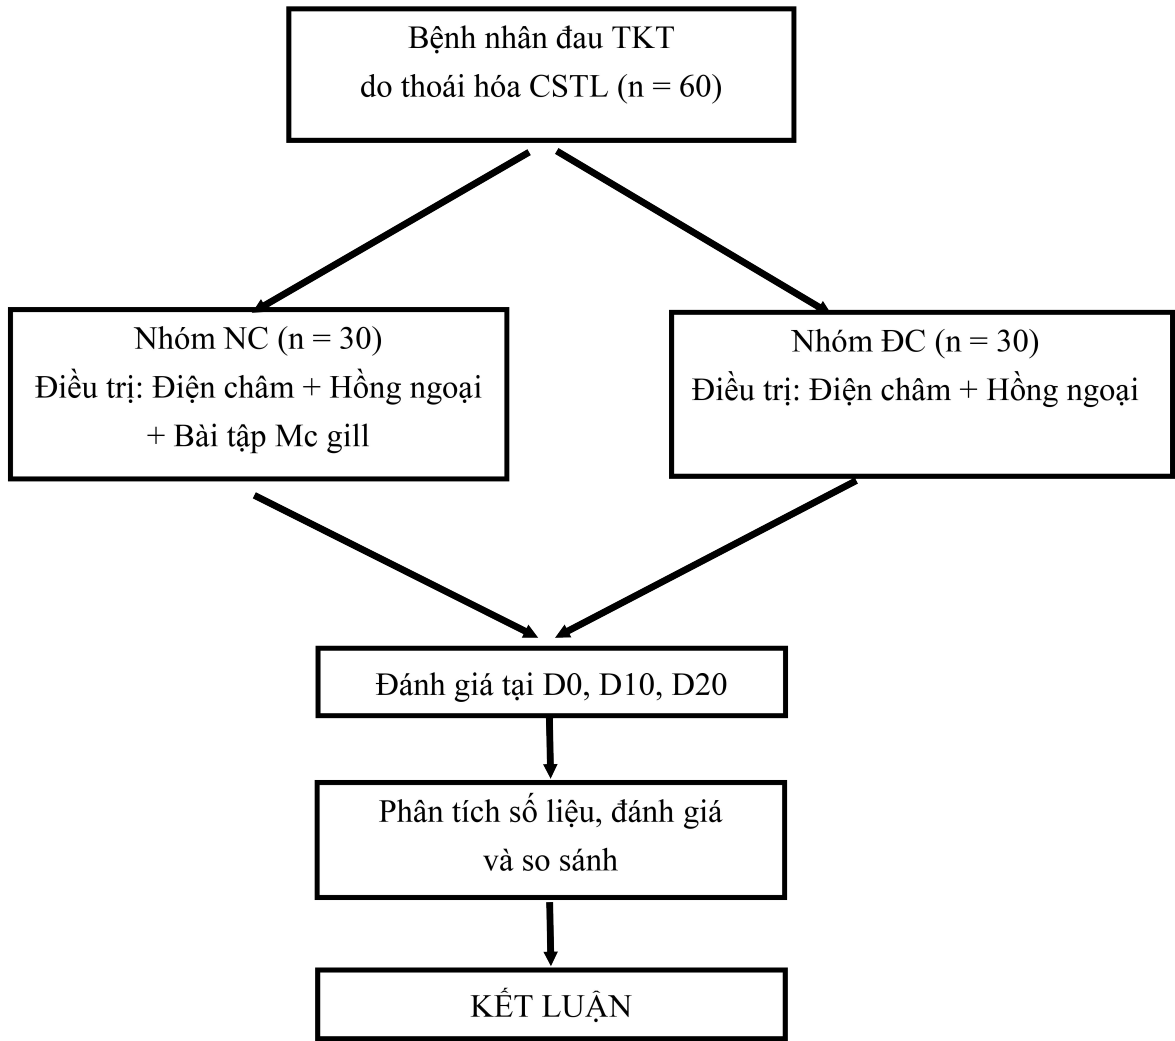 Bệnh nhân đau TKT
do thoái hóa CSTL (n = 60)
Nhóm NC (n = 30)
Điều trị: Điện châm + Hồng ngoại
+ Bài tập Mc gill
Nhóm ĐC (n = 30)
Điều trị: Điện châm + Hồng ngoại
Đánh giá tại D0, D10, D20
Phân tích số liệu, đánh giá
và so sánh
KẾT LUẬN